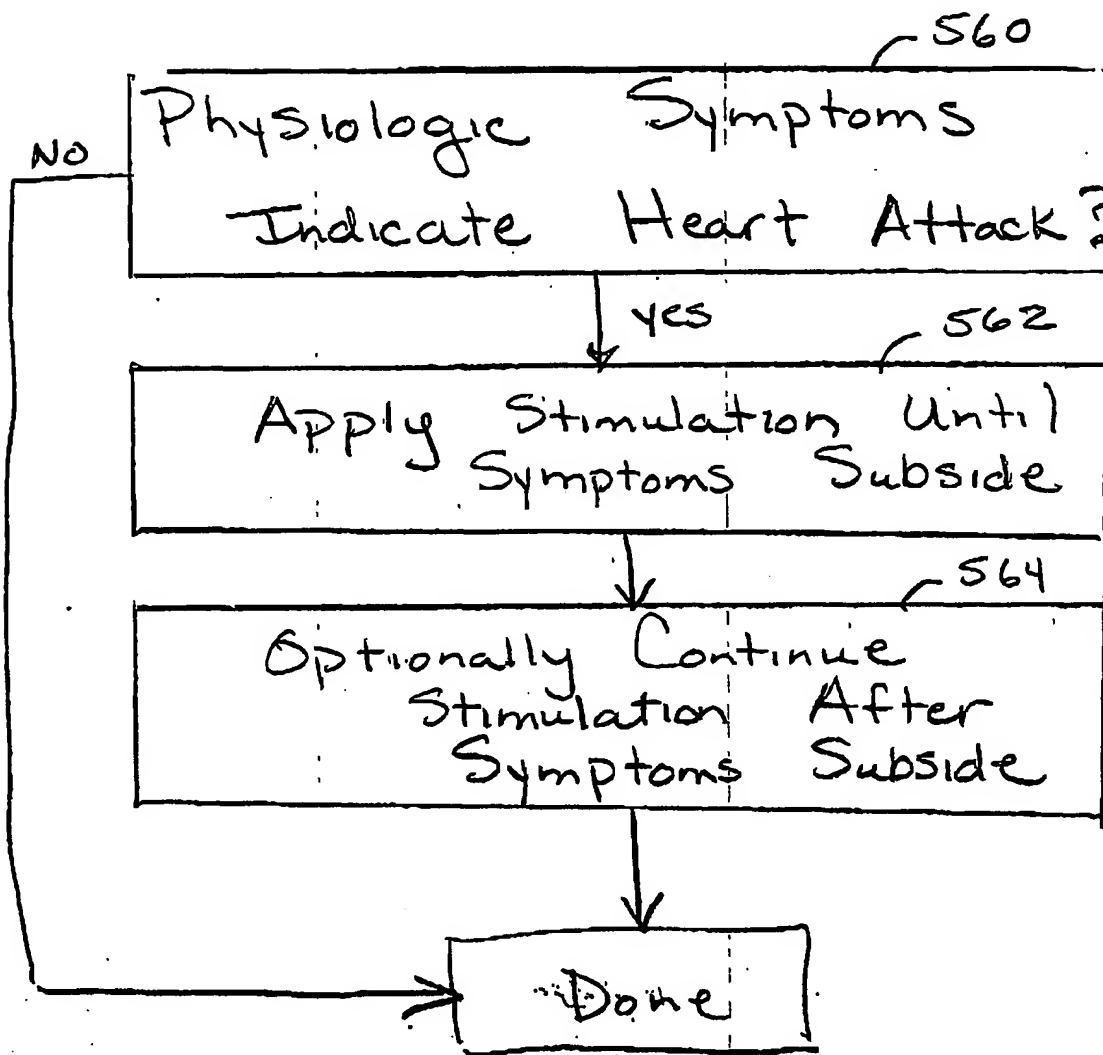 560
Physiologic Symptoms
Indicate Heart Attack?
NO
yes
562
Apply Stimulation Until
Symptoms Subside
564
Optionally Continue
Stimulation After
Symptoms Subside
Done